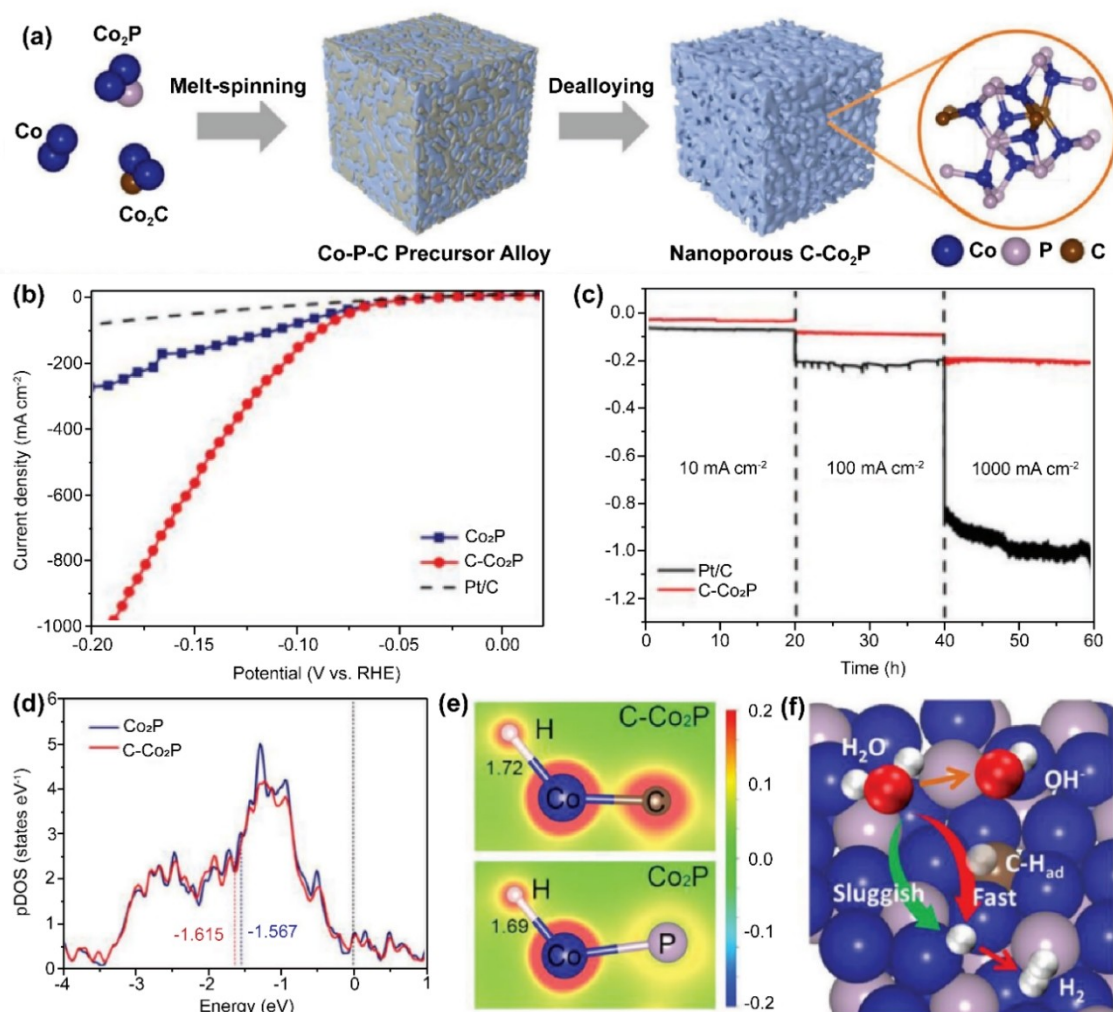 (a)
Co₂P
Co
Co₂C
Melt-spinning
Dealloying
Co-P-C Precursor Alloy
Nanoporous C-Co₂P
Co P C
(b)
0
-200
-400
-600
-800
-1000
Current density (mA cm⁻²)
Co₂P
C-Co₂P
Pt/C
-0.20 -0.15 -0.10 -0.05 0.00
Potential (V vs. RHE)
(c)
0.0
-0.2
-0.4
-0.6
-0.8
-1.0
-1.2
10 mA cm⁻²
100 mA cm⁻²
1000 mA cm⁻²
Pt/C
C-Co₂P
0 10 20 30 40 50 60
Time (h)
(d)
6
5
4
3
2
1
0
pDOS (states eV⁻¹)
Co₂P
C-Co₂P
-1.615
-1.567
-4 -3 -2 -1 0 1
Energy (eV)
(e)
C-Co₂P
H
1.72
Co
C
Co₂P
H
1.69
Co
P
0.2
0.1
0.0
-0.1
-0.2
(f)
H₂O
OH⁻
C-Had
Sluggish
Fast
H₂